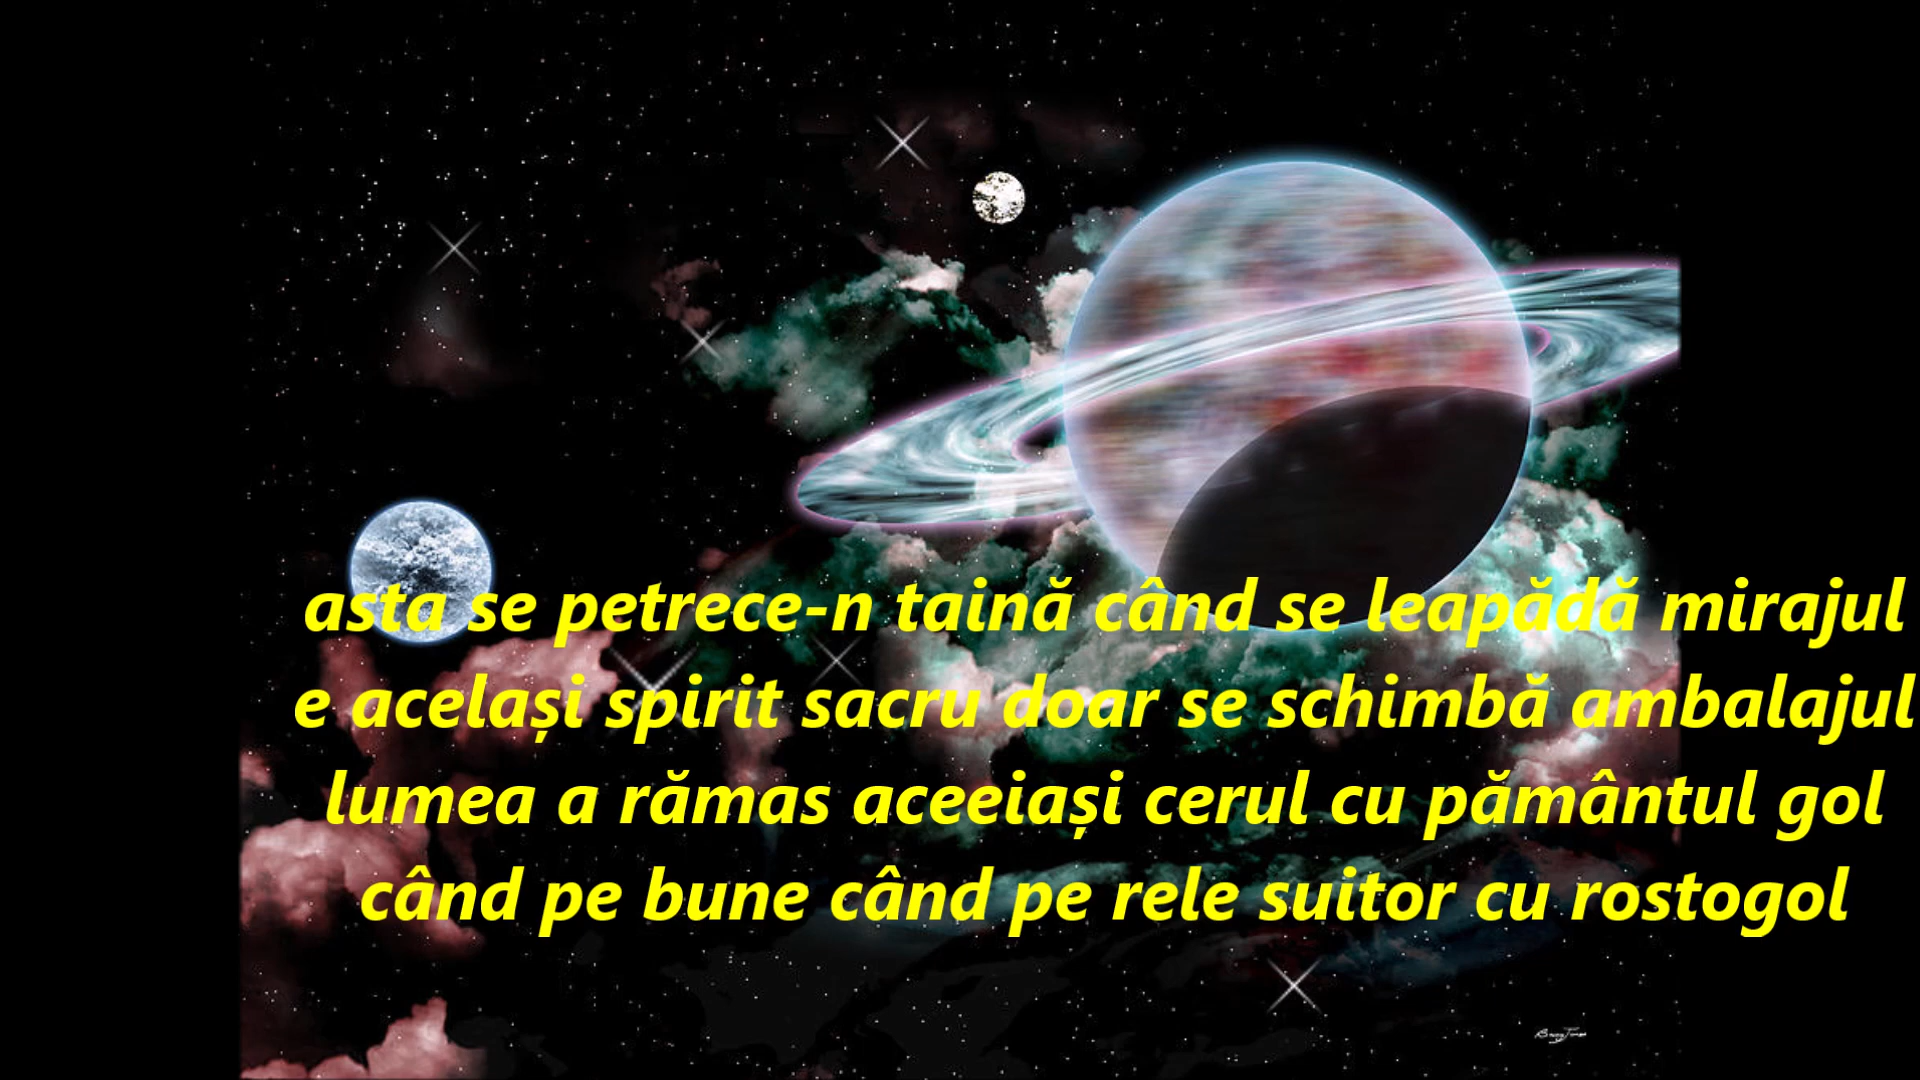 asta se petrece-n taină când se leapădă mirajul
e același spirit sacru doar se schimbă ambalajul
lumea a rămas aceeiași cerul cu pământul gol
când pe bune când pe rele suitor cu rostogol